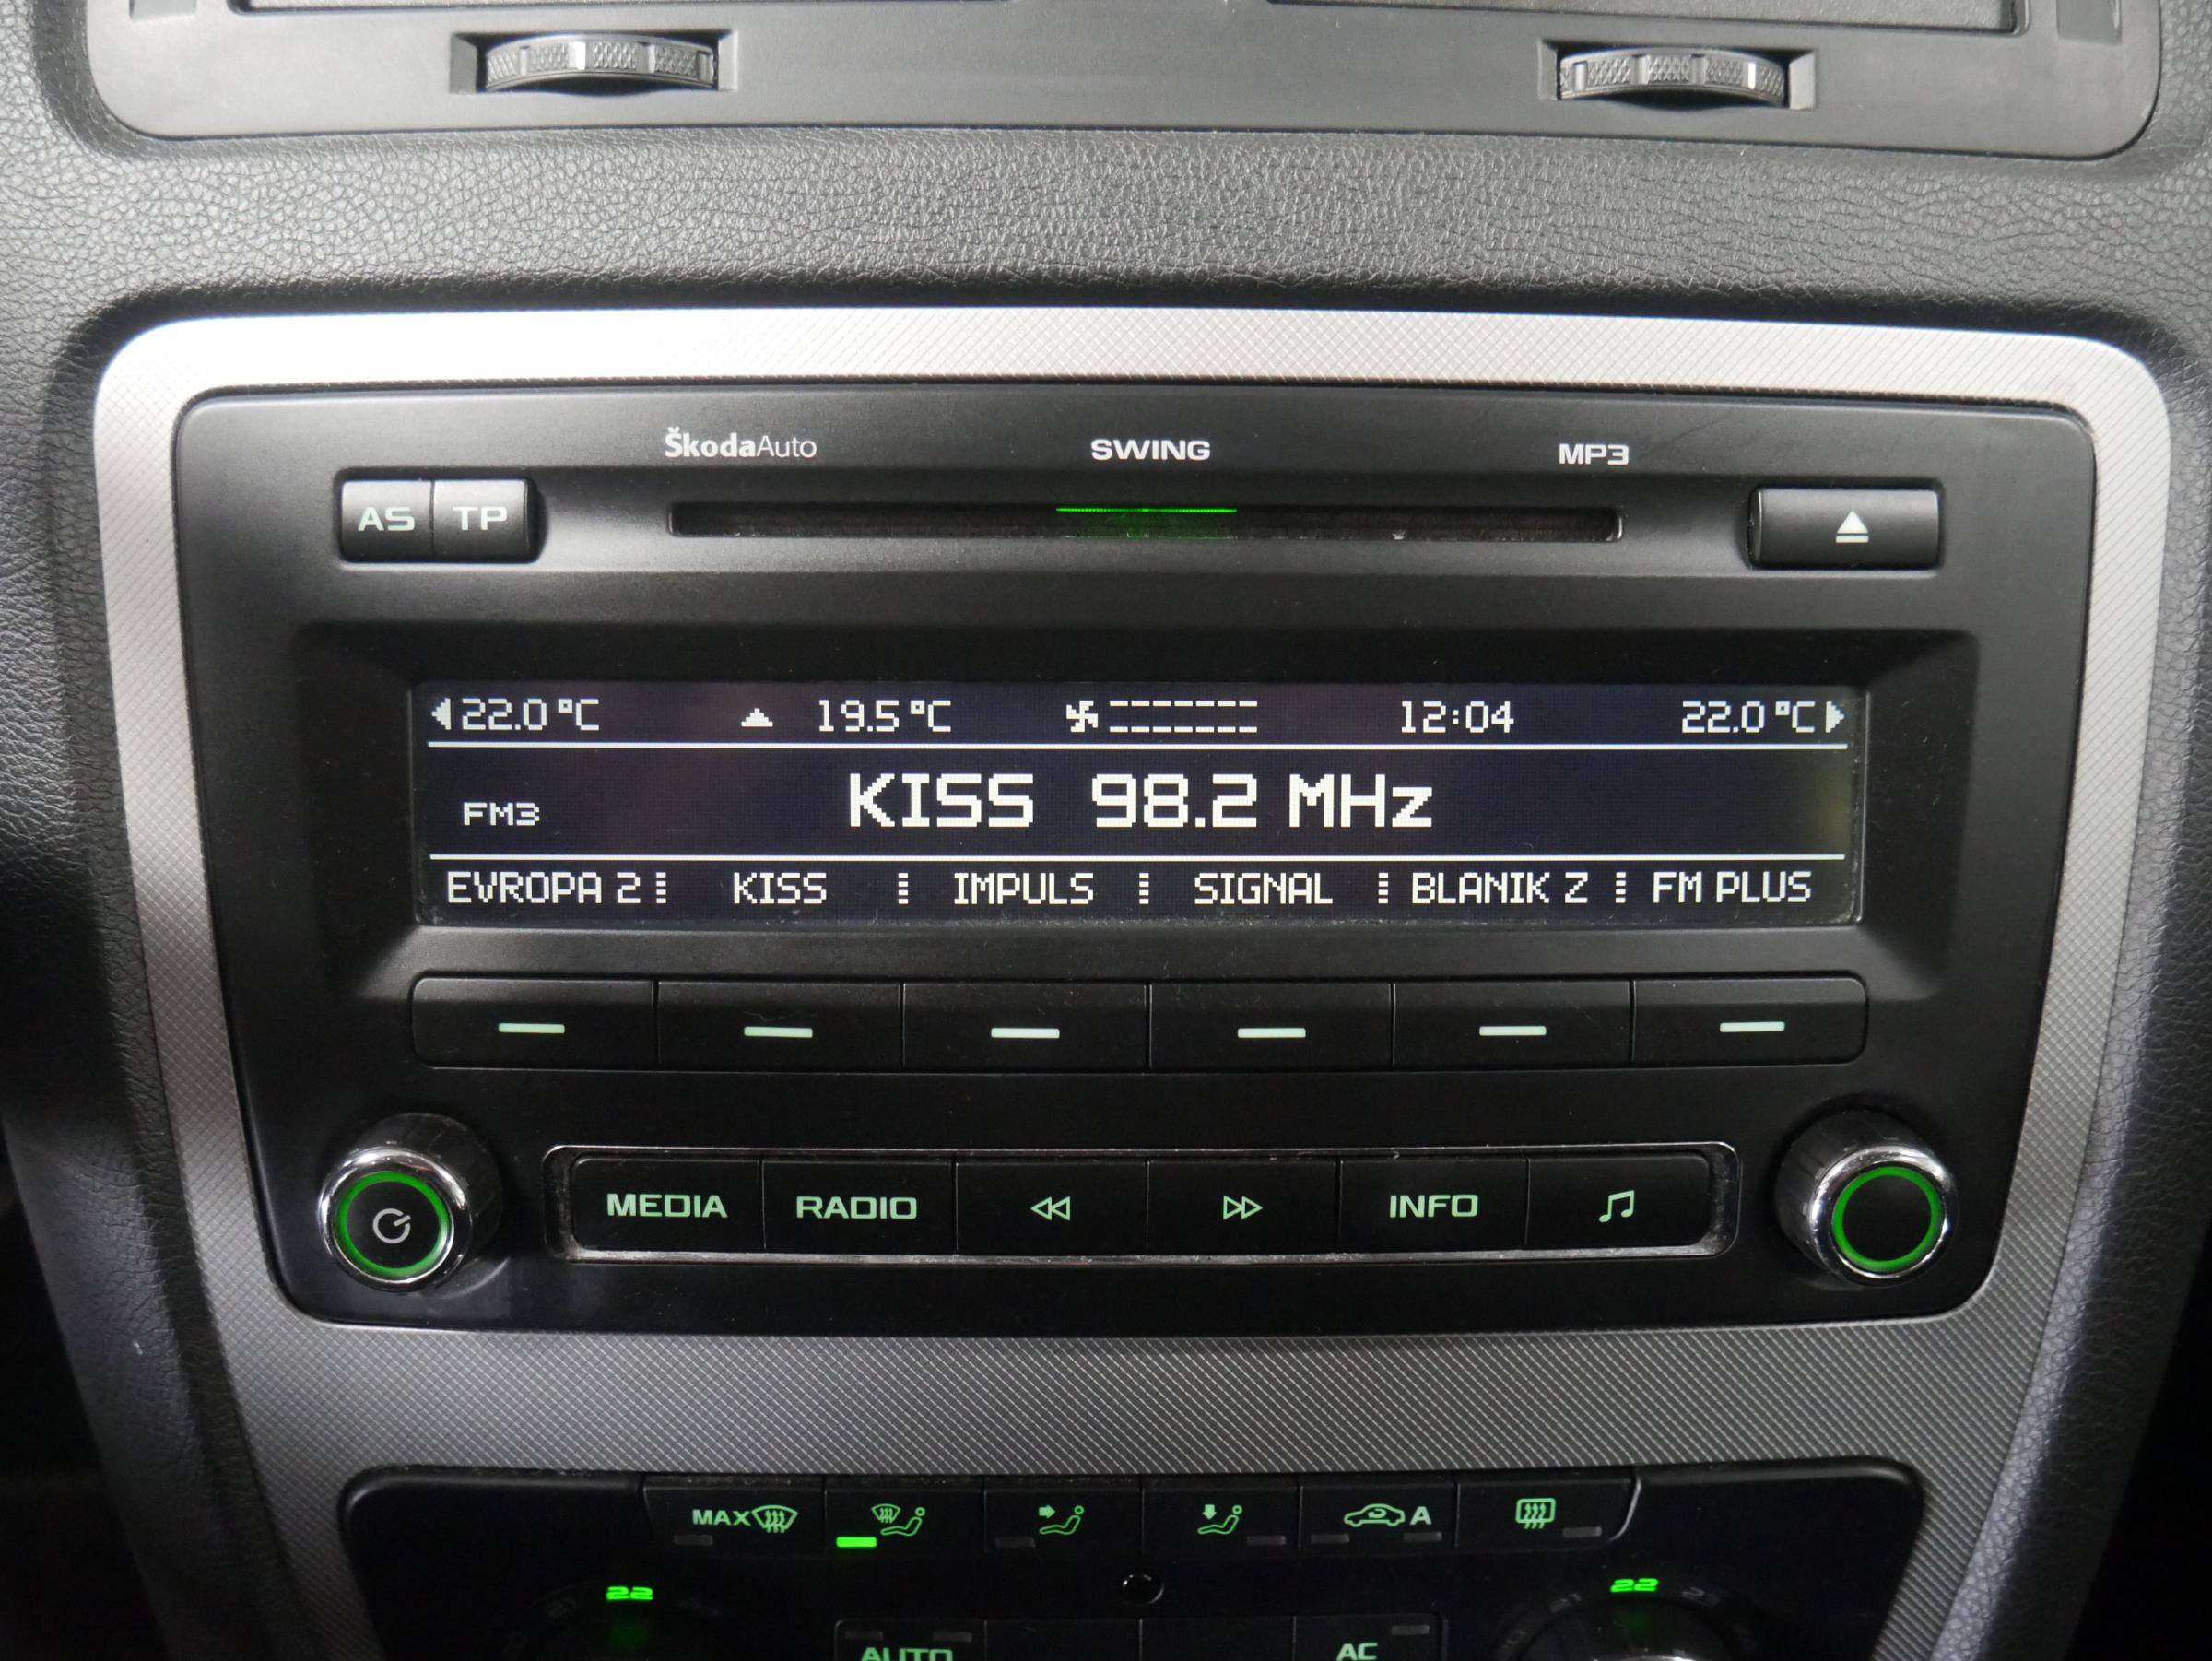 ŠkodaAuto SWING MP3
AS TP
22.0 °C 19.5 °C 12:04 22.0 °C
FM3 KISS 98.2 MHz
EVROPA 2 KISS IMPULS SIGNAL BLANIK Z FM PLUS
MEDIA RADIO INFO
MAX A
22 22
AUTO AC